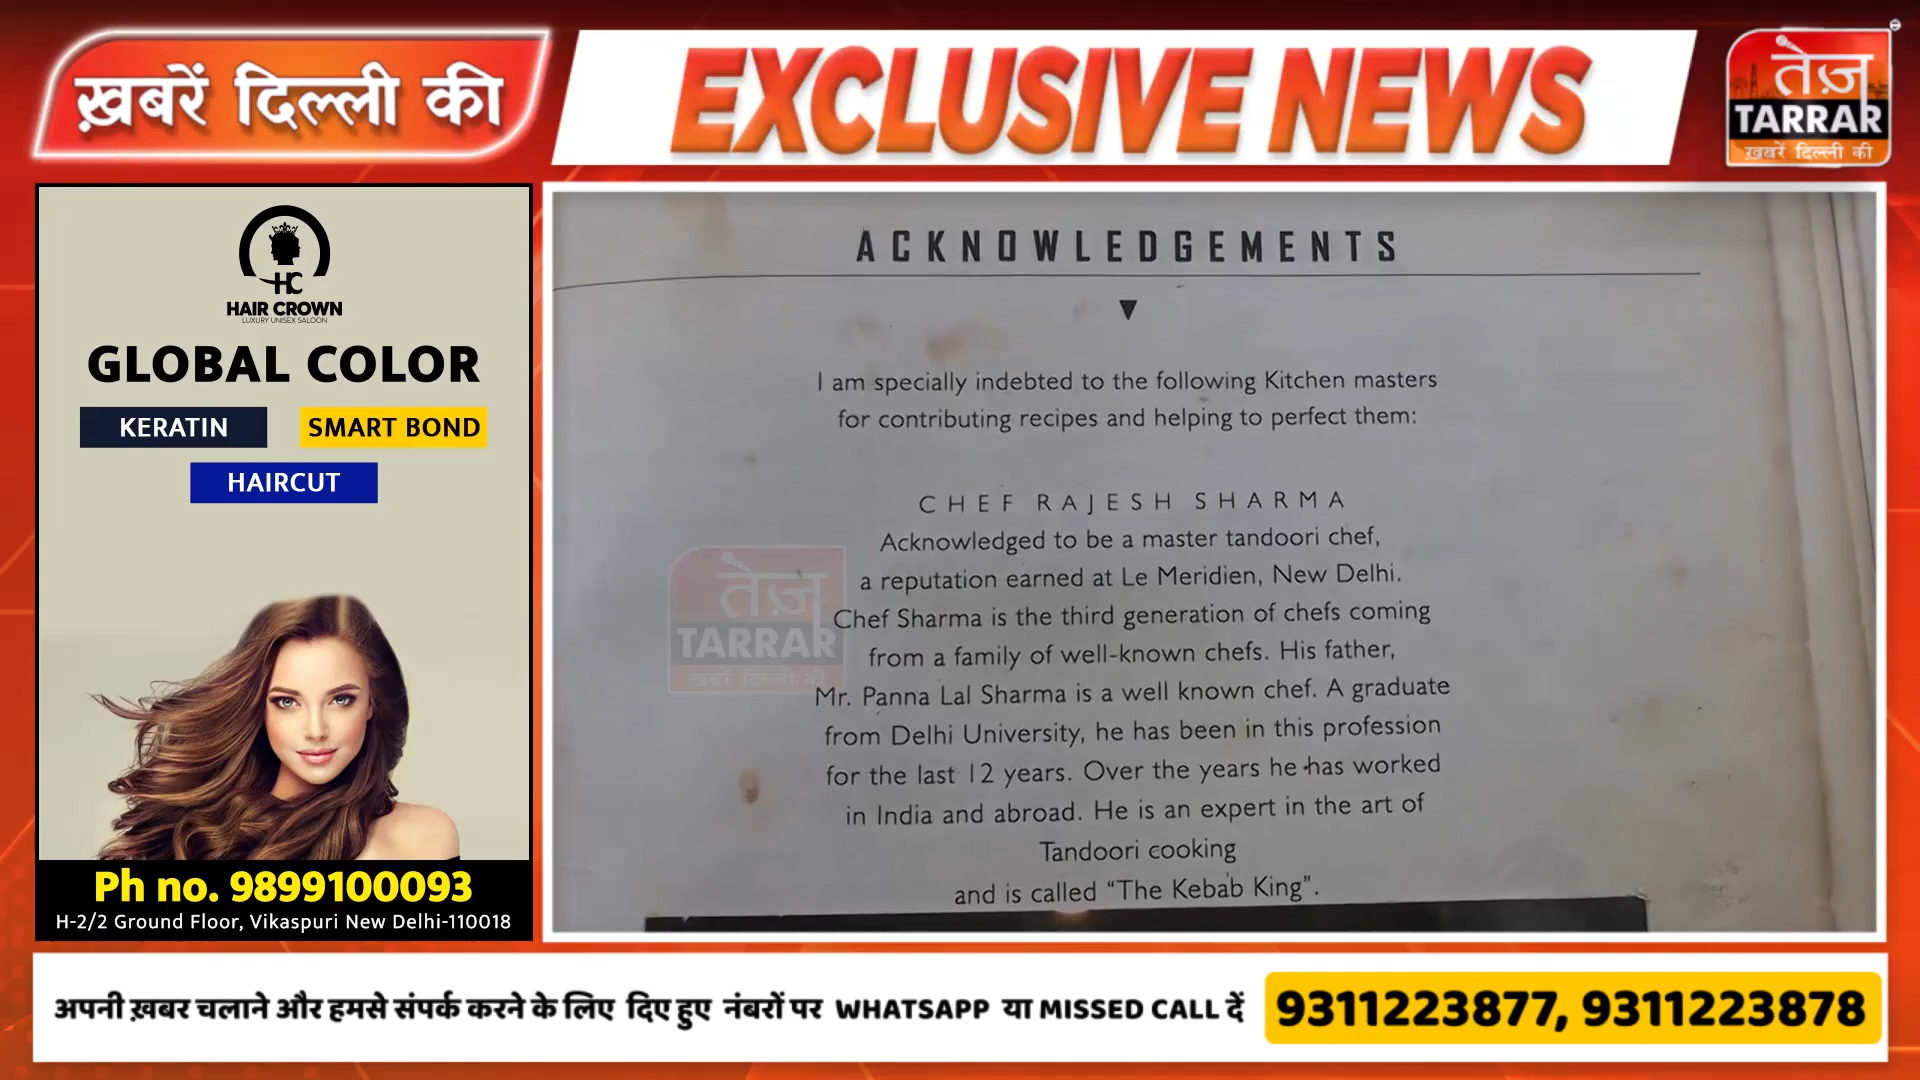 ख़बरें दिल्ली की
EXCLUSIVE NEWS
तेज़
TARRAR
ख़बरें दिल्ली की
HC
HAIR CROWN
LUXURY UNISEX SALOON
GLOBAL COLOR
KERATIN
SMART BOND
HAIRCUT
Ph no. 9899100093
H-2/2 Ground Floor, Vikaspuri New Delhi-110018
ACKNOWLEDGEMENTS
I am specially indebted to the following Kitchen masters
for contributing recipes and helping to perfect them:
CHEF RAJESH SHARMA
Acknowledged to be a master tandoori chef,
a reputation earned at Le Meridien, New Delhi.
Chef Sharma is the third generation of chefs coming
from a family of well-known chefs. His father,
Mr. Panna Lal Sharma is a well known chef. A graduate
from Delhi University, he has been in this profession
for the last 12 years. Over the years he has worked
in India and abroad. He is an expert in the art of
Tandoori cooking
and is called “The Kebab King”.
तेज़
TARRAR
ख़बरें दिल्ली की
अपनी ख़बर चलाने और हमसे संपर्क करने के लिए दिए हुए नंबरों पर WHATSAPP या MISSED CALL दें
9311223877, 9311223878